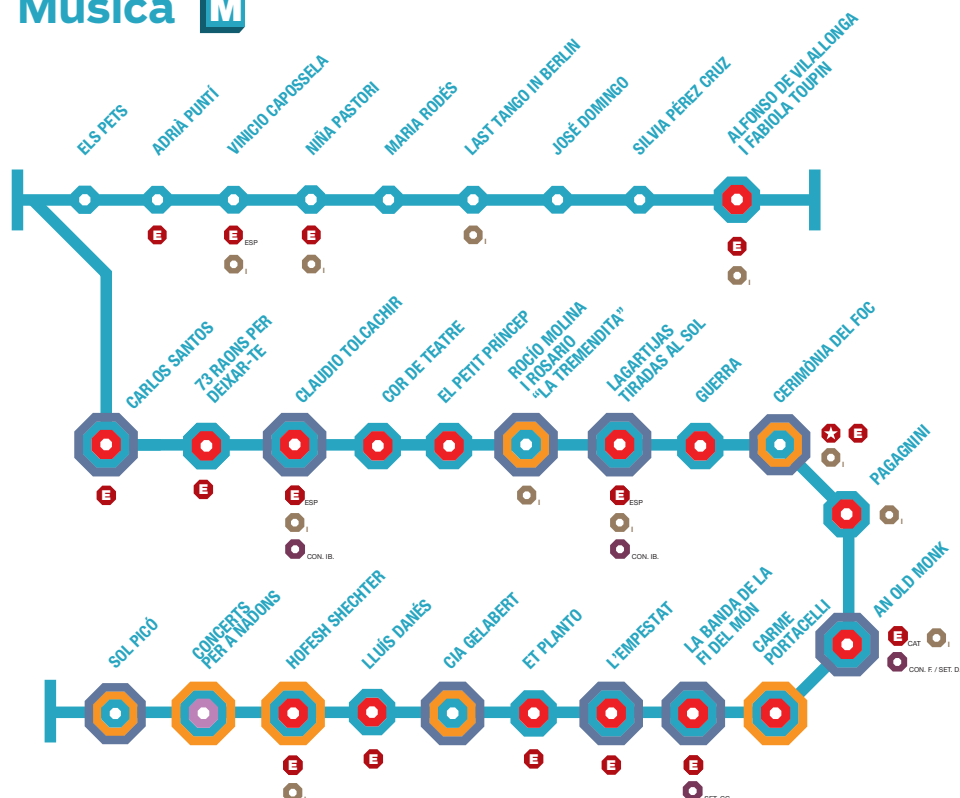 Música M
ELS PETS
ADRIÀ PUNTÍ
VINICIO CAPOSSELA
NIÑA PASTORI
MARIA RODÉS
LAST TANGO IN BERLIN
JOSÉ DOMINGO
SILVIA PÉREZ CRUZ
ALFONSO DE VILALLONGA
I FABIOLA TOUPIN
E
E ESP
I
E
I
I
E
I
CARLOS SANTOS
73 RAONS PER
DEIXAR-TE
CLAUDIO TOLCACHIR
COR DE TEATRE
EL PETIT PRÍNCEP
ROCÍO MOLINA
I ROSARIO
"LA TREMENDITA"
LAGARTIJAS
TIRADAS AL SOL
GUERRA
CERIMÒNIA DEL FOC
E
E
E ESP
I
CON. IB.
I
E ESP
I
CON. IB.
E
I
PAGAGNINI
I
AN OLD MONK
E CAT I
CON. F. / SET. D.
SOL PICÓ
CONCERTS
PER A NADONS
HOFESH SHECHTER
LLUÍS DANÉS
CIA GELABERT
ET PLANTO
L'EMPESTAT
LA BANDA DE LA
FI DEL MÓN
CARME
PORTACELLI
E
E
E
E
E